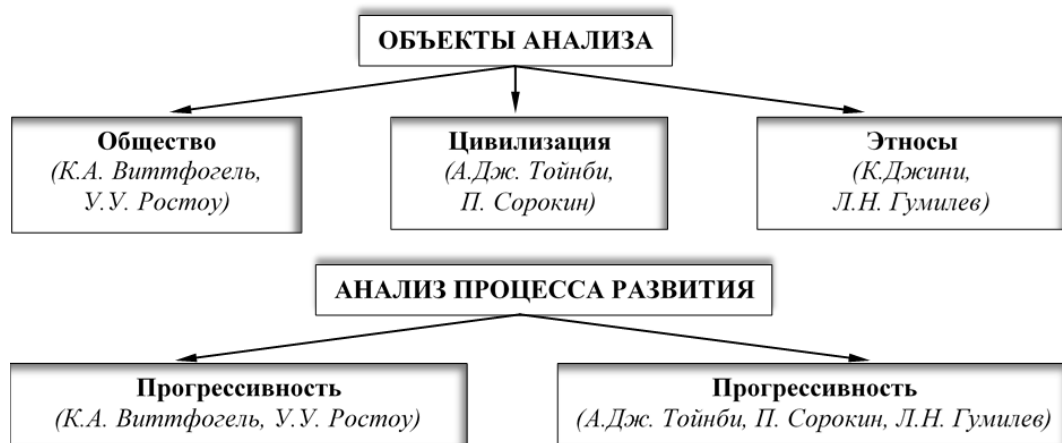 ОБЪЕКТЫ АНАЛИЗА
Общество
(К.А. Виттфогель,
У.У. Ростоу)
Цивилизация
(А.Дж. Тойнби,
П. Сорокин)
Этносы
(К.Джини,
Л.Н. Гумилев)
АНАЛИЗ ПРОЦЕССА РАЗВИТИЯ
Прогрессивность
(К.А. Виттфогель, У.У. Ростоу)
Прогрессивность
(А.Дж. Тойнби, П. Сорокин, Л.Н. Гумилев)